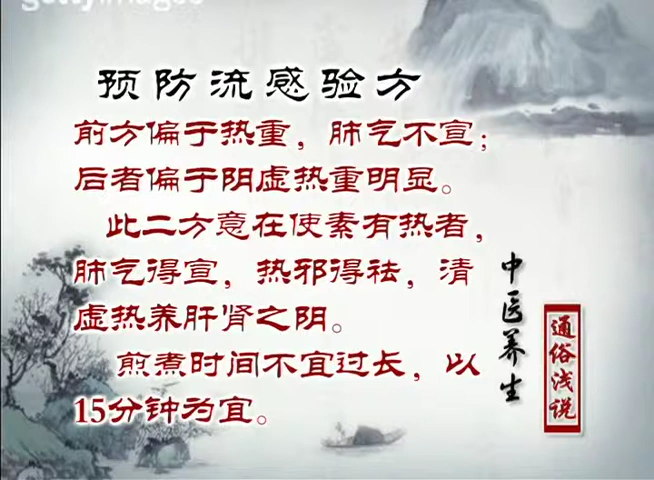 gettyimages
预防流感验方
前方偏于热重，肺气不宣；
后者偏于阴虚热重明显。
此二方意在使素有热者，
肺气得宣，热邪得祛，清
虚热养肝肾之阴。
煎煮时间不宜过长，以
15分钟为宜。
中医养生
通俗浅说